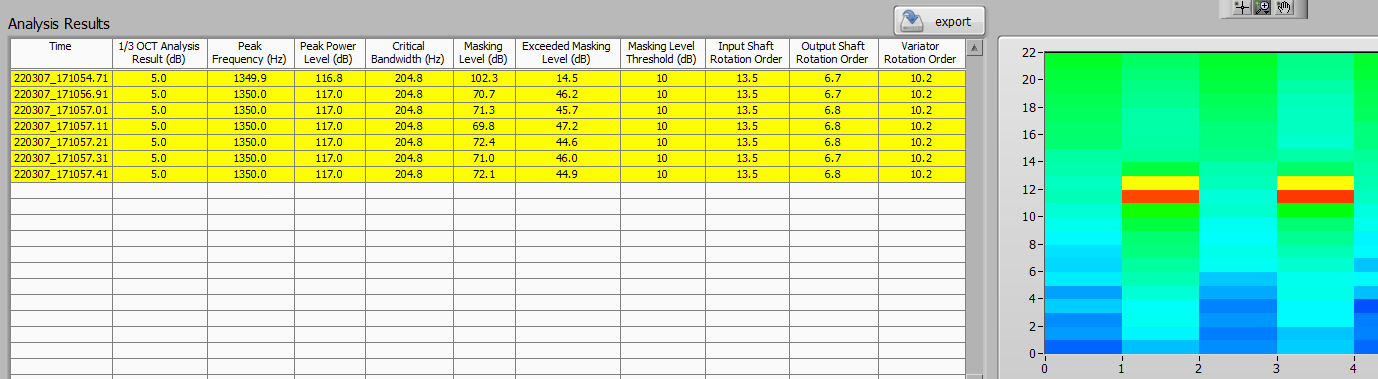 Analysis Results
export
Time 1/3 OCT Analysis Result (dB) Peak Frequency (Hz) Peak Power Level (dB) Critical Bandwidth (Hz) Masking Level (dB) Exceeded Masking Level (dB) Masking Level Threshold (dB) Input Shaft Rotation Order Output Shaft Rotation Order Variator Rotation Order
220307_171054.71 5.0 1349.9 116.8 204.8 102.3 14.5 10 13.5 6.7 10.2
220307_171056.91 5.0 1350.0 117.0 204.8 70.7 46.2 10 13.5 6.7 10.2
220307_171057.01 5.0 1350.0 117.0 204.8 71.3 45.7 10 13.5 6.8 10.2
220307_171057.11 5.0 1350.0 117.0 204.8 69.8 47.2 10 13.5 6.8 10.2
220307_171057.21 5.0 1350.0 117.0 204.8 72.4 44.6 10 13.5 6.8 10.2
220307_171057.31 5.0 1350.0 117.0 204.8 71.0 46.0 10 13.5 6.7 10.2
220307_171057.41 5.0 1350.0 117.0 204.8 72.1 44.9 10 13.5 6.8 10.2
22
20
18
16
14
12
10
8
6
4
2
0
0 1 2 3 4